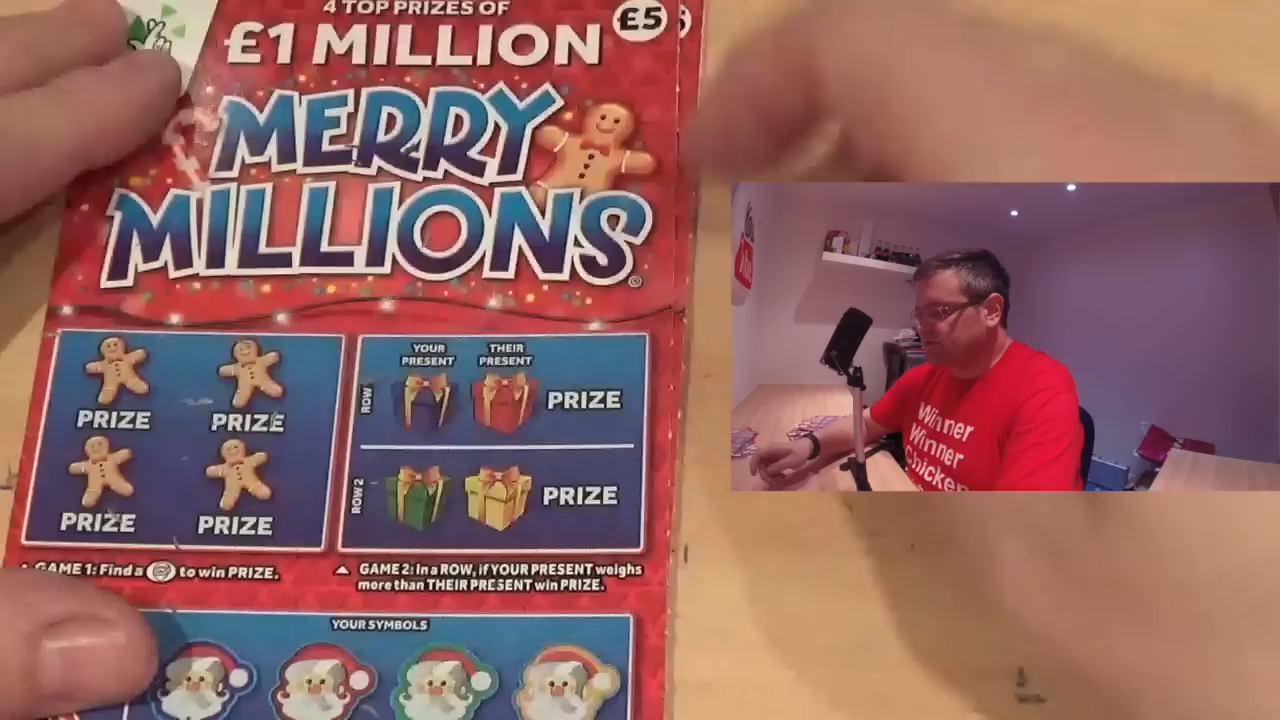 4 TOP PRIZES OF
£5
£1 MILLION
MERRY
MILLIONS
YOUR PRESENT
THEIR PRESENT
ROW
PRIZE
PRIZE
PRIZE
PRIZE
PRIZE
ROW 2
PRIZE
GAME 1: Find a to win PRIZE.
GAME 2: In a ROW, if YOUR PRESENT weighs
more than THEIR PRESENT win PRIZE.
YOUR SYMBOLS
Winner
Winner
Chicken